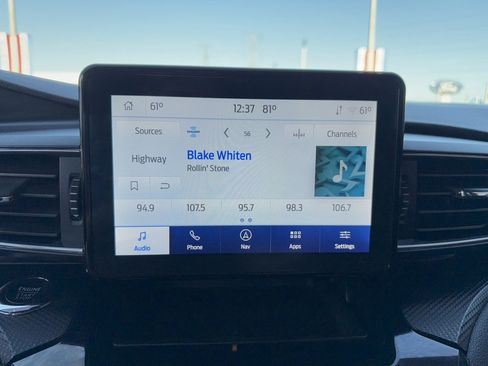 61° 12:37 81° 61°
Sources 56 Channels
Highway
Blake Whiten
Rollin' Stone
94.9 107.5 95.7 98.3 106.7
Audio Phone Nav Apps Settings
ENGINE